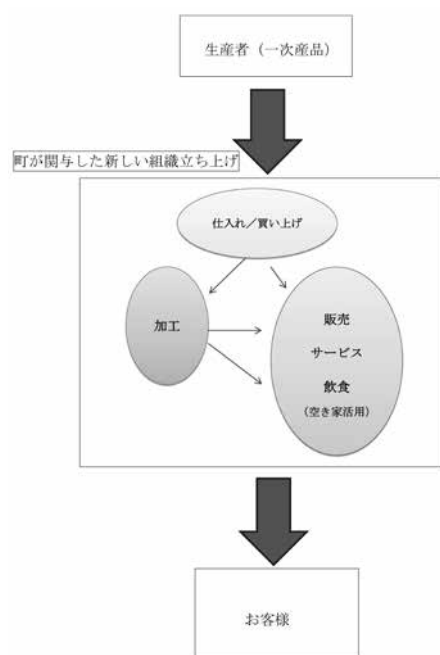 生産者（一次産品）
町が関与した新しい組織立ち上げ
仕入れ／買い上げ
加工
販売
サービス
飲食
（空き家活用）
お客様